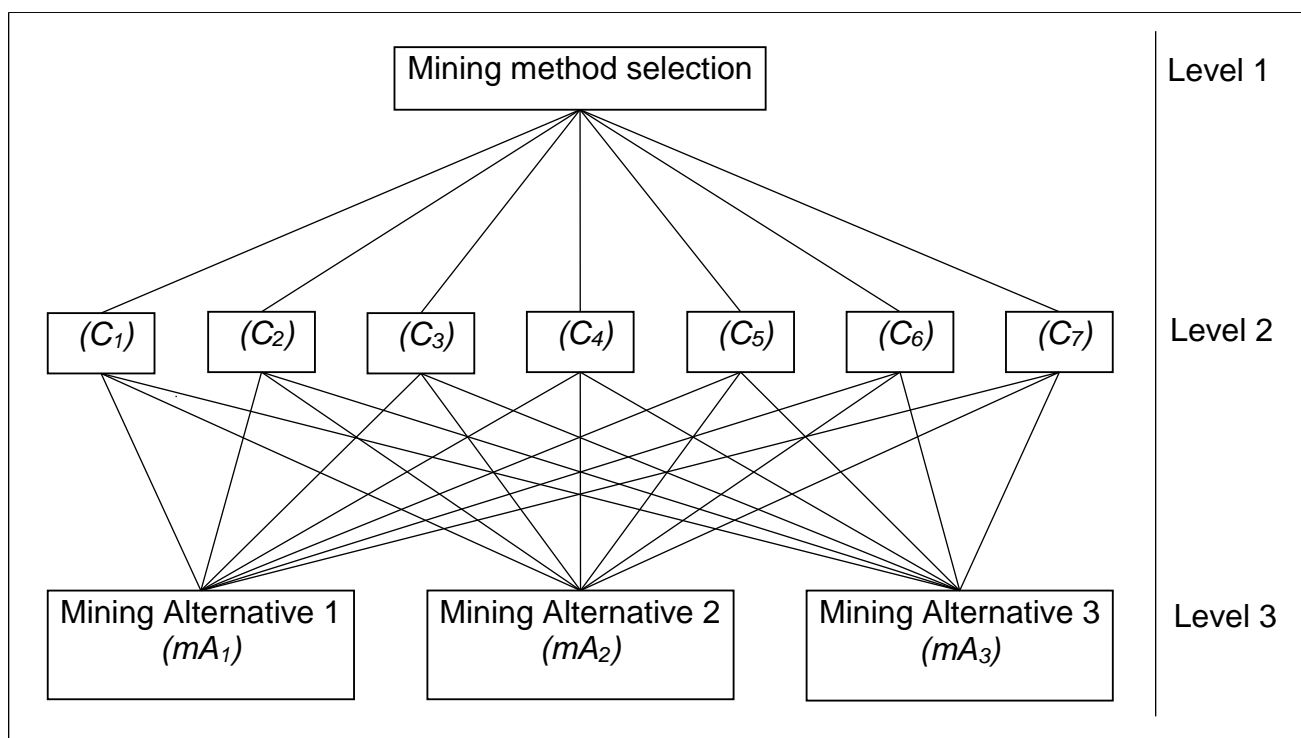 Mining method selection
Level 1
(C₁) (C₂) (C₃) (C₄) (C₅) (C₆) (C₇)
Level 2
Mining Alternative 1
(mA₁)
Mining Alternative 2
(mA₂)
Mining Alternative 3
(mA₃)
Level 3